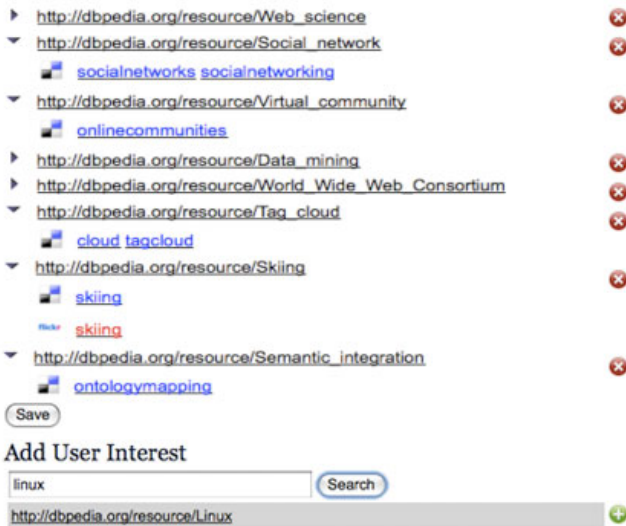 http://dbpedia.org/resource/Web_science
http://dbpedia.org/resource/Social_network
socialnetworks socialnetworking
http://dbpedia.org/resource/Virtual_community
onlinecommunities
http://dbpedia.org/resource/Data_mining
http://dbpedia.org/resource/World_Wide_Web_Consortium
http://dbpedia.org/resource/Tag_cloud
cloud tagcloud
http://dbpedia.org/resource/Skiing
skiing
flickr skiing
http://dbpedia.org/resource/Semantic_integration
ontologymapping
Save
Add User Interest
linux Search
http://dbpedia.org/resource/Linux